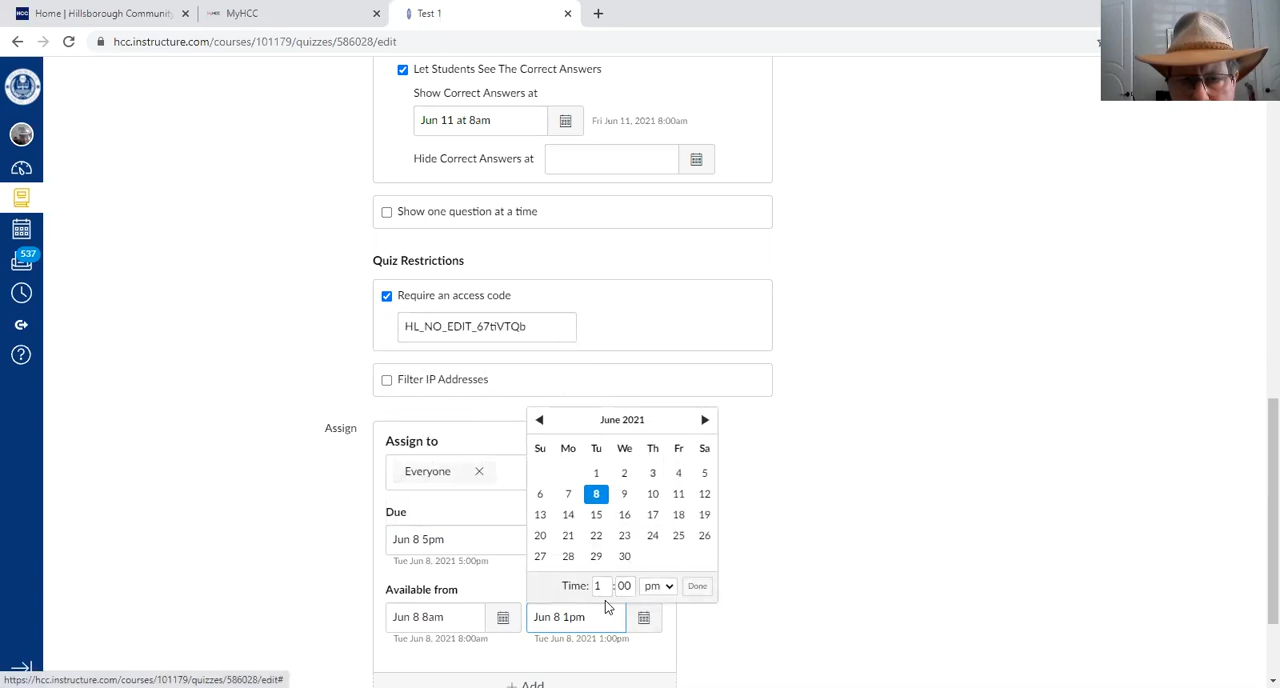 HCC Home | Hillsborough Community
MyHCC
Test 1
hcc.instructure.com/courses/101179/quizzes/586028/edit
Let Students See The Correct Answers
Show Correct Answers at
Jun 11 at 8am
Fri Jun 11, 2021 8:00am
Hide Correct Answers at
Show one question at a time
537
Quiz Restrictions
Require an access code
HL_NO_EDIT_67tiVTQb
Filter IP Addresses
Assign
Assign to
Everyone
June 2021
Su Mo Tu We Th Fr Sa
1 2 3 4 5
6 7 8 9 10 11 12
13 14 15 16 17 18 19
20 21 22 23 24 25 26
27 28 29 30
Time: 1 : 00 pm Done
Due
Jun 8 5pm
Tue Jun 8, 2021 5:00pm
Available from
Jun 8 8am
Jun 8 1pm
Tue Jun 8, 2021 8:00am
Tue Jun 8, 2021 1:00pm
+ Add
https://hcc.instructure.com/courses/101179/quizzes/586028/edit#